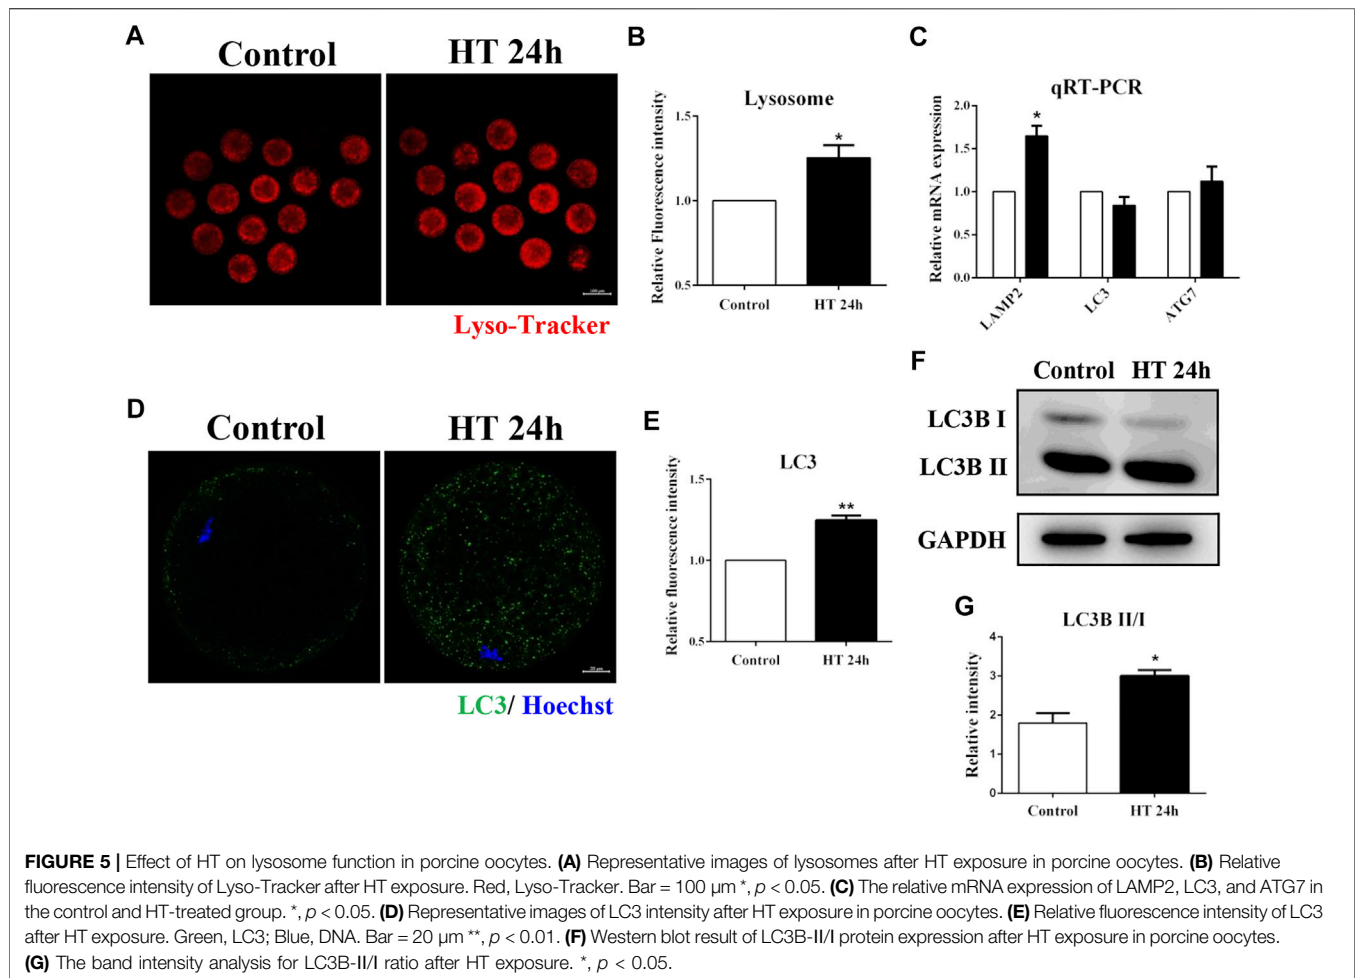 A
Control
HT 24h
100 µm
Lyso-Tracker
B
Lysosome
Relative Fluorescence intensity
1.5
*
1.0
0.5
Control
HT 24h
C
qRT-PCR
Relative mRNA expression
2.0
*
1.5
1.0
0.5
0.0
LAMP2
LC3
ATG7
D
Control
HT 24h
20 µm
LC3/ Hoechst
E
LC3
Relative fluorescence intensity
1.5
**
1.0
0.5
Control
HT 24h
F
Control HT 24h
LC3B I
LC3B II
GAPDH
G
LC3B II/I
Relative intensity
4
*
3
2
1
0
Control
HT 24h
FIGURE 5 | Effect of HT on lysosome function in porcine oocytes. (A) Representative images of lysosomes after HT exposure in porcine oocytes. (B) Relative
fluorescence intensity of Lyso-Tracker after HT exposure. Red, Lyso-Tracker. Bar = 100 µm *, p < 0.05. (C) The relative mRNA expression of LAMP2, LC3, and ATG7 in
the control and HT-treated group. *, p < 0.05. (D) Representative images of LC3 intensity after HT exposure in porcine oocytes. (E) Relative fluorescence intensity of LC3
after HT exposure. Green, LC3; Blue, DNA. Bar = 20 µm **, p < 0.01. (F) Western blot result of LC3B-II/I protein expression after HT exposure in porcine oocytes.
(G) The band intensity analysis for LC3B-II/I ratio after HT exposure. *, p < 0.05.